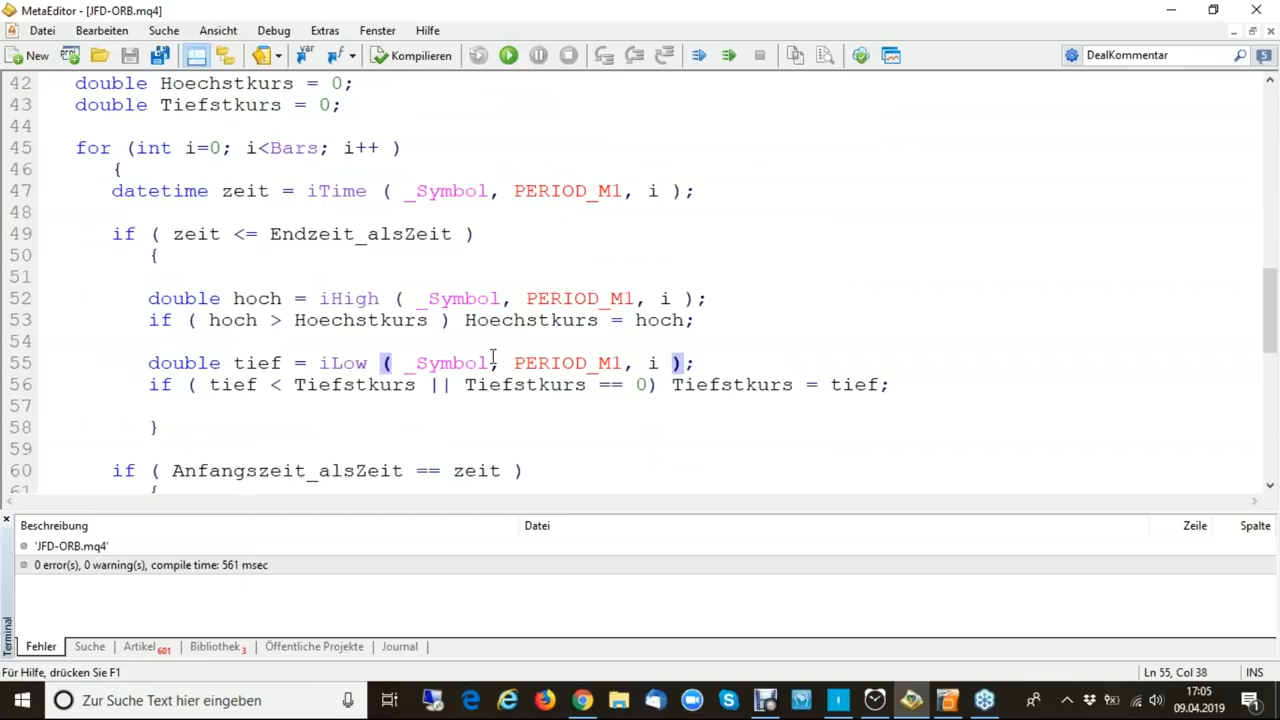 MetaEditor - [JFD-ORB.mq4]
Datei Bearbeiten Suche Ansicht Debug Extras Fenster Hilfe
New var Kompilieren DealKommentar 5
42 double Hoechstkurs = 0;
43 double Tiefstkurs = 0;
44
45 for (int i=0; i<Bars; i++ )
46 {
47 datetime zeit = iTime ( _Symbol, PERIOD_M1, i );
48
49 if ( zeit <= Endzeit_alsZeit )
50 {
51
52 double hoch = iHigh ( _Symbol, PERIOD_M1, i );
53 if ( hoch > Hoechstkurs ) Hoechstkurs = hoch;
54
55 double tief = iLow ( _Symbol, PERIOD_M1, i );
56 if ( tief < Tiefstkurs || Tiefstkurs == 0) Tiefstkurs = tief;
57
58 }
59
60 if ( Anfangszeit_alsZeit == zeit )
61 {
Beschreibung Datei Zeile Spalte
'JFD-ORB.mq4'
0 error(s), 0 warning(s), compile time: 561 msec
Terminal
Fehler Suche Artikel 601 Bibliothek 3 Öffentliche Projekte Journal
Für Hilfe, drücken Sie F1 Ln 55, Col 38 INS
Zur Suche Text hier eingeben 17:05
09.04.2019